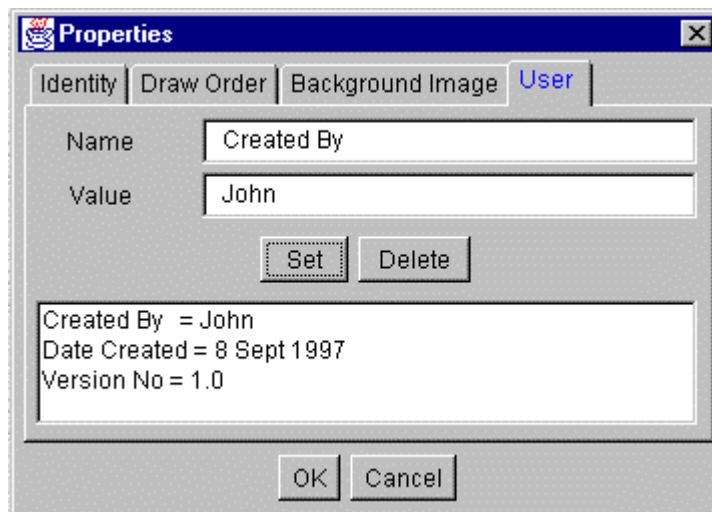 Properties
Identity Draw Order Background Image User
Name Created By
Value John
Set Delete
Created By = John
Date Created = 8 Sept 1997
Version No = 1.0
OK Cancel